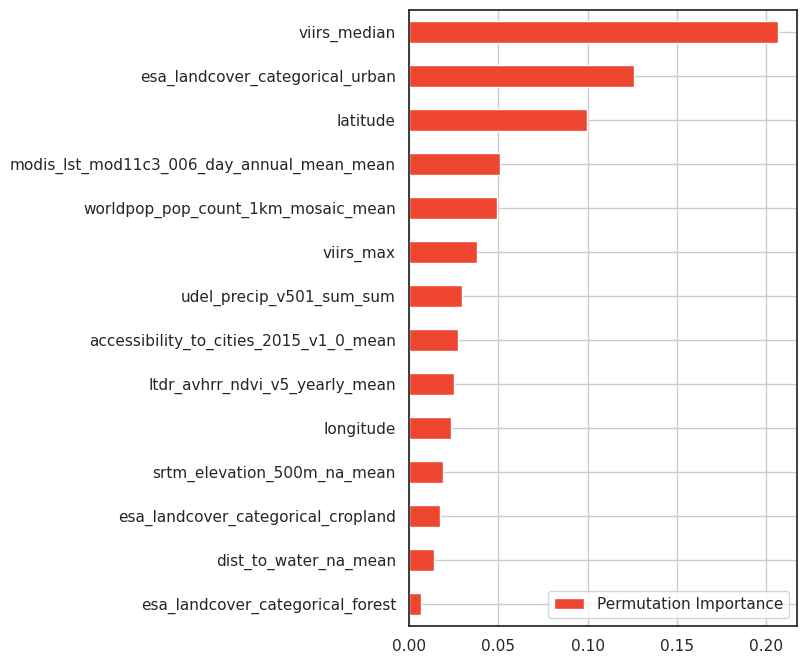 viirs_median
esa_landcover_categorical_urban
latitude
modis_lst_mod11c3_006_day_annual_mean_mean
worldpop_pop_count_1km_mosaic_mean
viirs_max
udel_precip_v501_sum_sum
accessibility_to_cities_2015_v1_0_mean
ltdr_avhrr_ndvi_v5_yearly_mean
longitude
srtm_elevation_500m_na_mean
esa_landcover_categorical_cropland
dist_to_water_na_mean
esa_landcover_categorical_forest
Permutation Importance
0.00 0.05 0.10 0.15 0.20